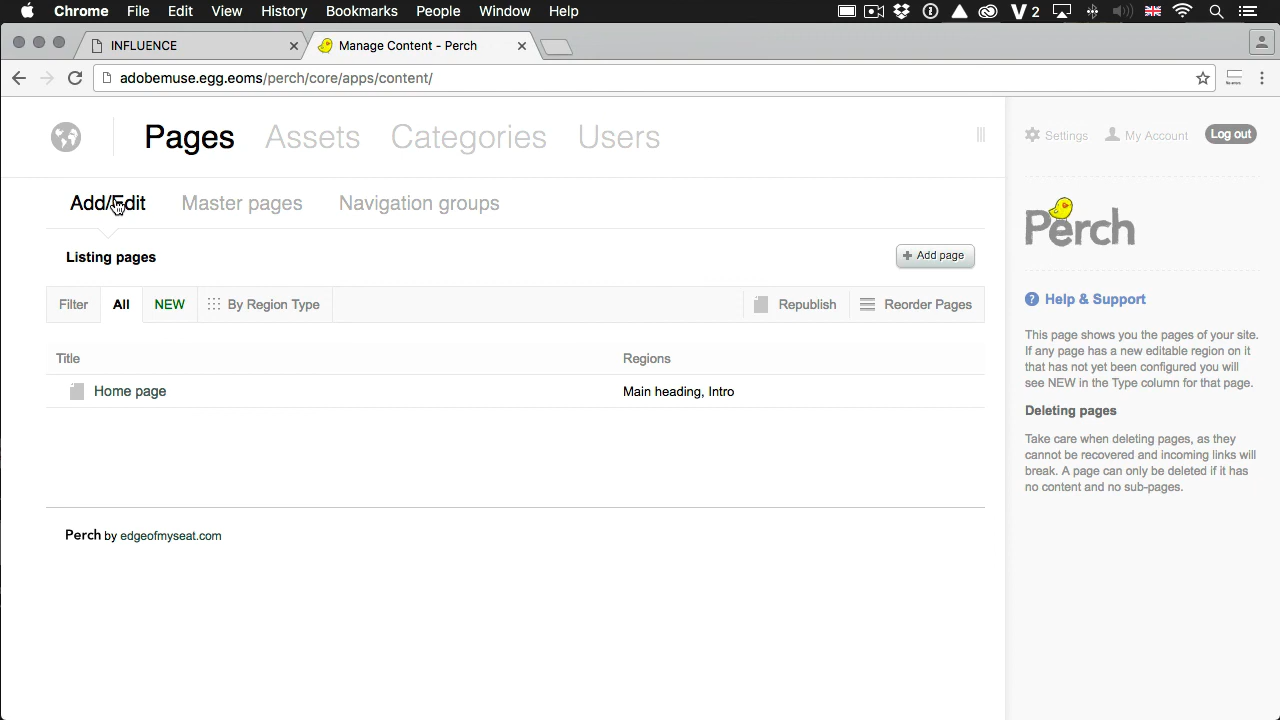 Chrome File Edit View History Bookmarks People Window Help 2
INFLUENCE
Manage Content - Perch
adobemuse.egg.eoms/perch/core/apps/content/
Pages Assets Categories Users
Settings My Account Log out
Add/Edit Master pages Navigation groups
Perch
Listing pages
+ Add page
Filter All NEW By Region Type Republish Reorder Pages
Title Regions
Home page Main heading, Intro
Perch by edgeofmyseat.com
? Help & Support
This page shows you the pages of your site.
If any page has a new editable region on it
that has not yet been configured you will
see NEW in the Type column for that page.
Deleting pages
Take care when deleting pages, as they
cannot be recovered and incoming links will
break. A page can only be deleted if it has
no content and no sub-pages.